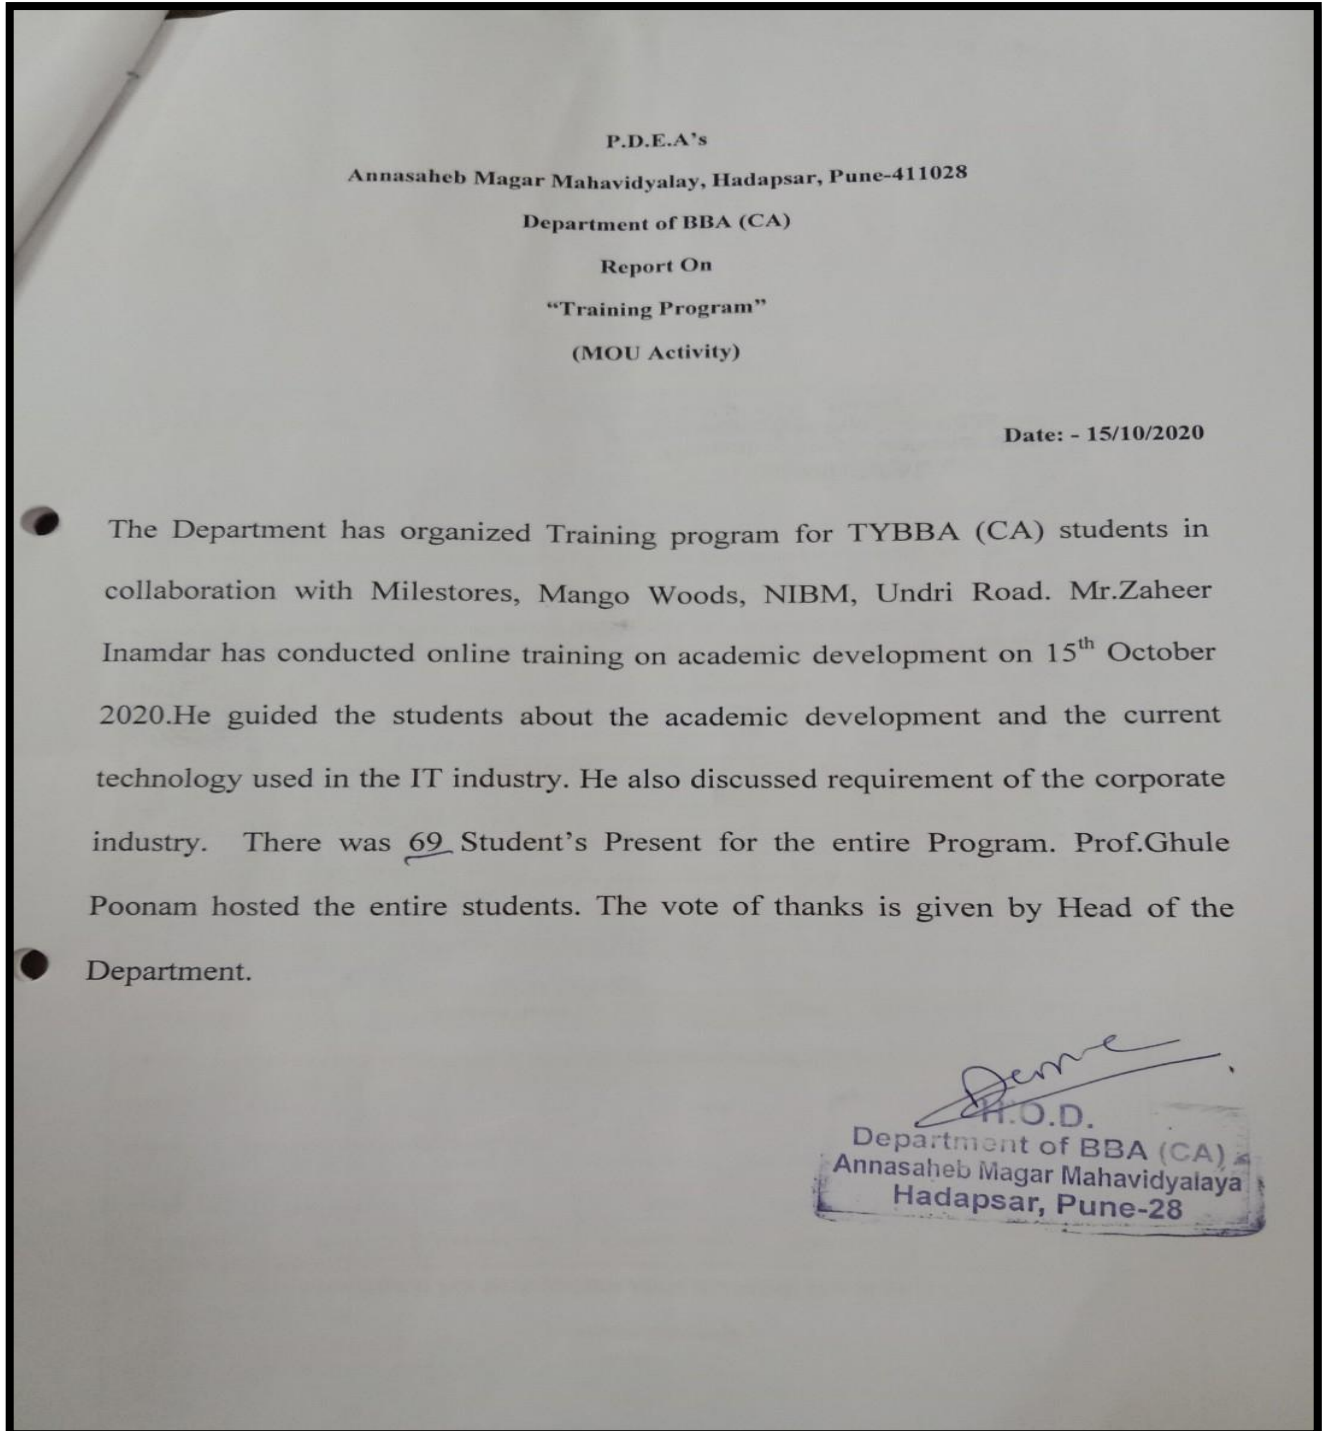 P.D.E.A's
Annasaheb Magar Mahavidyalay, Hadapsar, Pune-411028
Department of BBA (CA)
Report On
“Training Program”
(MOU Activity)
Date: - 15/10/2020
The Department has organized Training program for TYBBA (CA) students in
collaboration with Milestores, Mango Woods, NIBM, Undri Road. Mr.Zaheer
Inamdar has conducted online training on academic development on 15th October
2020.He guided the students about the academic development and the current
technology used in the IT industry. He also discussed requirement of the corporate
industry. There was 69 Student’s Present for the entire Program. Prof.Ghule
Poonam hosted the entire students. The vote of thanks is given by Head of the
Department.
H.O.D.
Department of BBA (CA)
Annasaheb Magar Mahavidyalaya
Hadapsar, Pune-28